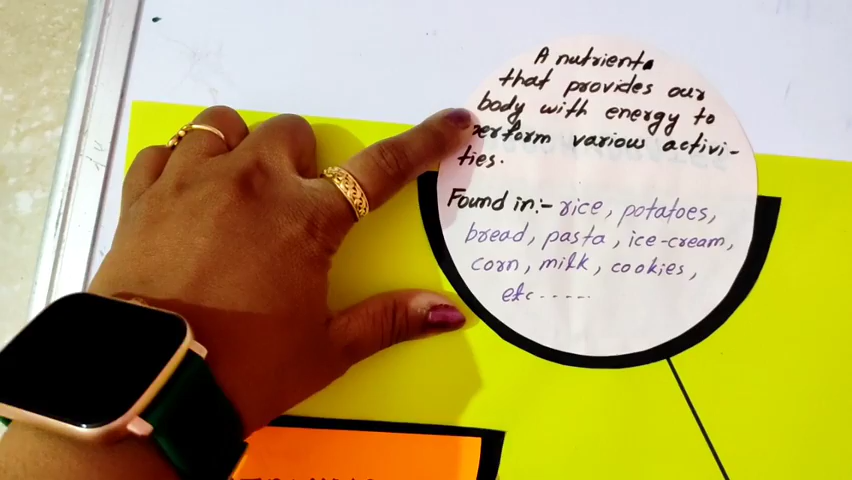 A nutrient
that provides our
body with energy to
perform various activi-
ties.
Found in:- rice, potatoes,
bread, pasta, ice-cream,
corn, milk, cookies,
etc-----